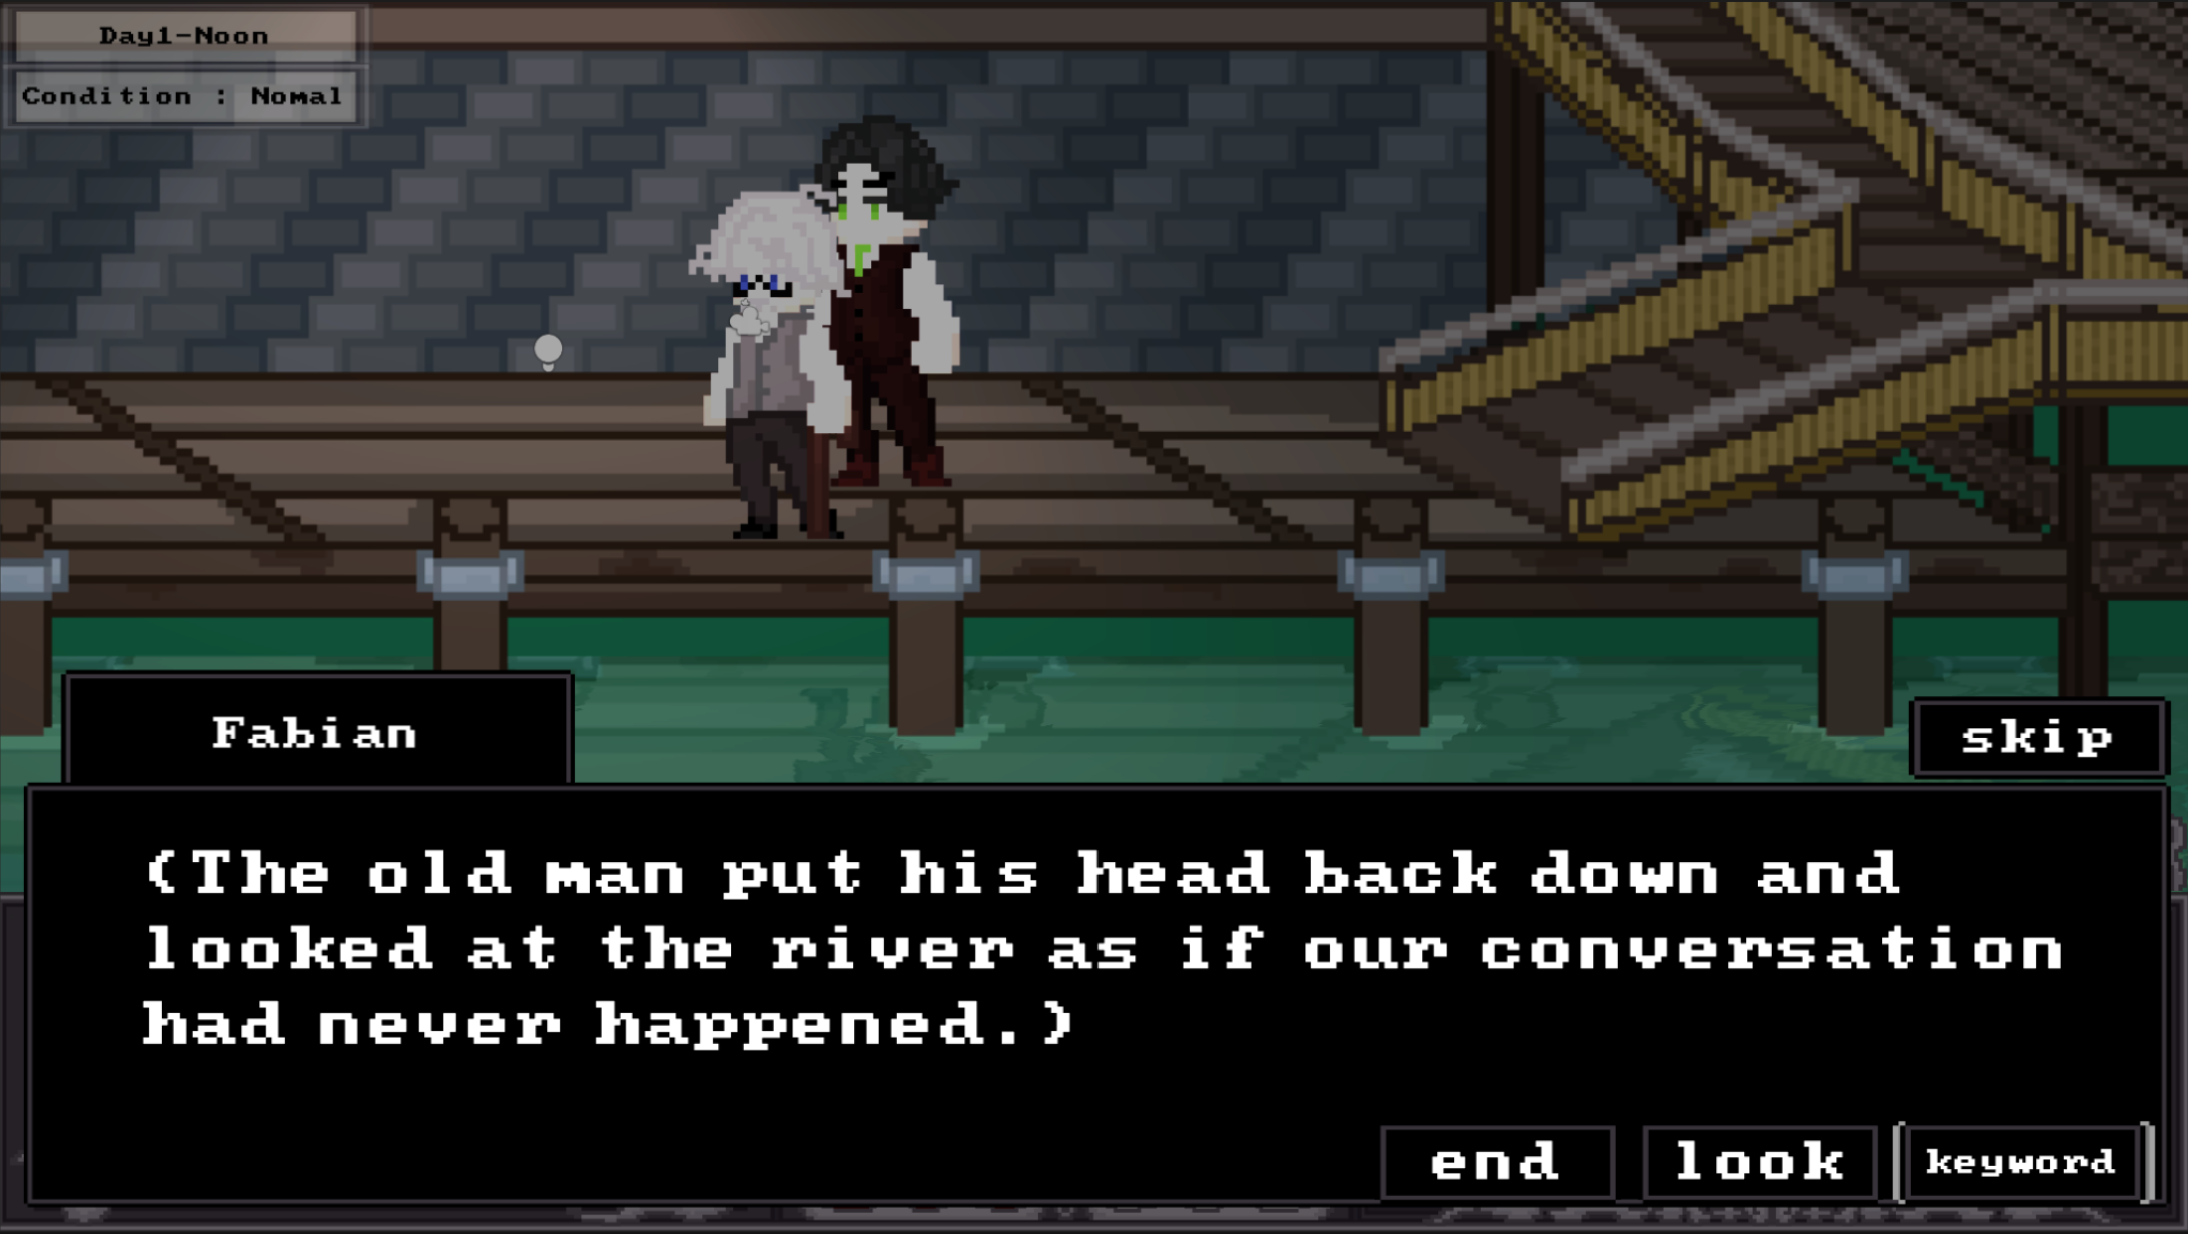 Day1-Noon
Condition : Nomal
Fabian
skip
(The old man put his head back down and
looked at the river as if our conversation
had never happened.)
end
look
keyword